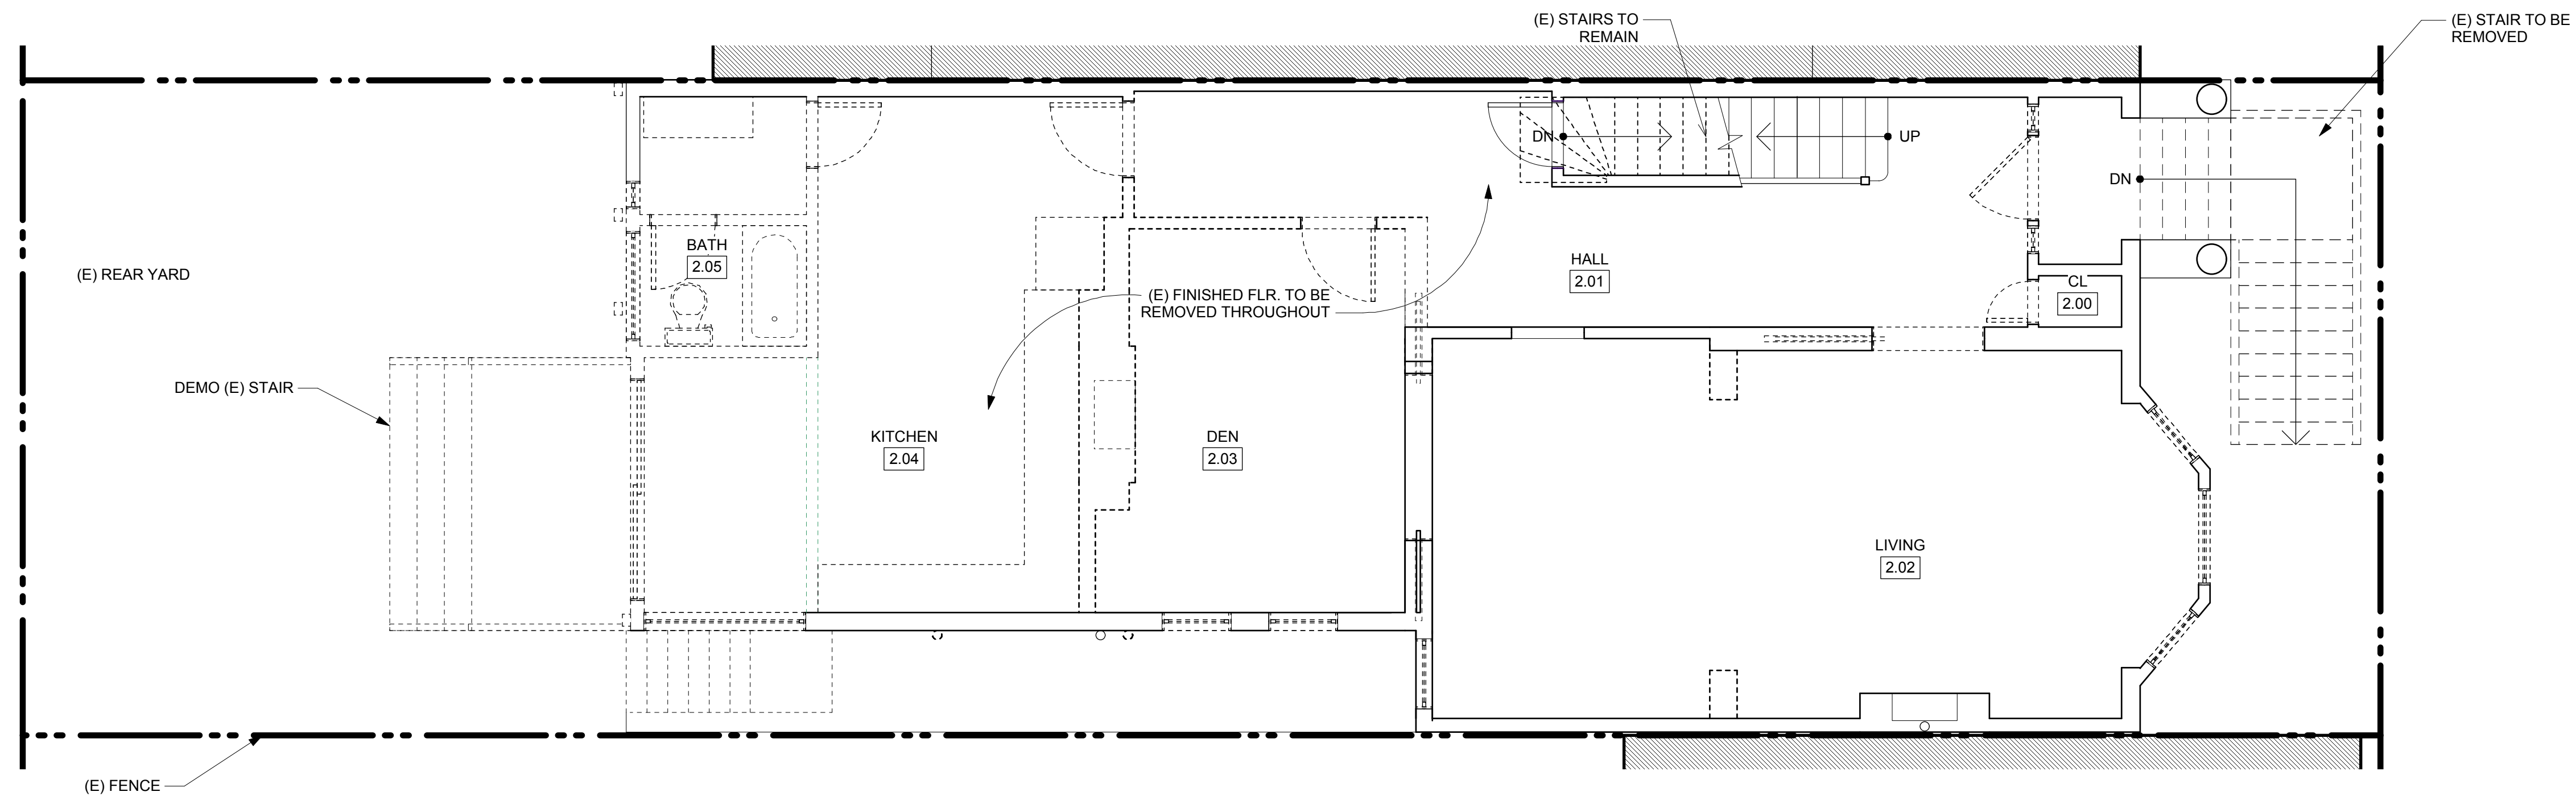 (E) STAIRS TO
REMAIN
(E) STAIR TO BE
REMOVED
DN
UP
DN
BATH
2.05
(E) REAR YARD
HALL
2.01
CL
2.00
(E) FINISHED FLR. TO BE
REMOVED THROUGHOUT
DEMO (E) STAIR
KITCHEN
2.04
DEN
2.03
LIVING
2.02
(E) FENCE